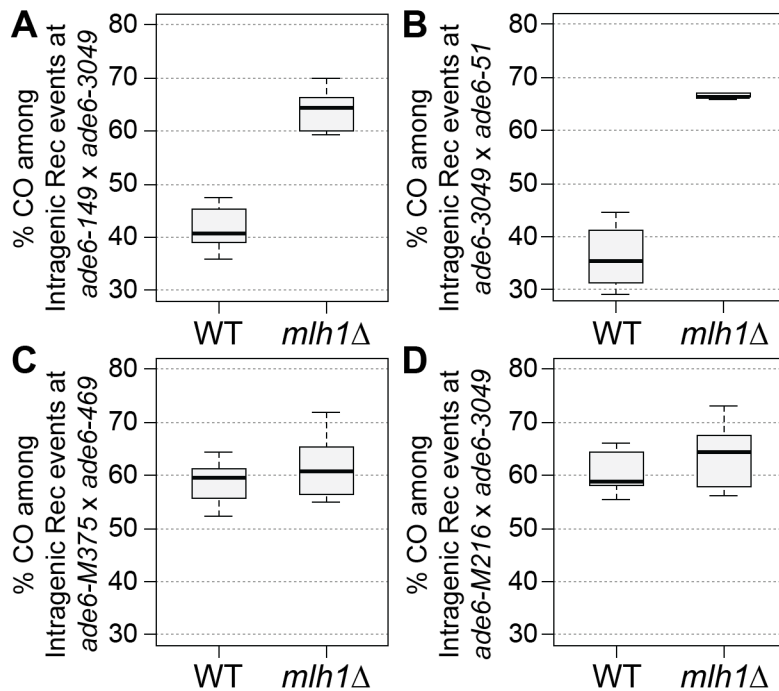 A
% CO among
Intragenic Rec events at
ade6-149 x ade6-3049
80
70
60
50
40
30
WT mlh1Δ
B
% CO among
Intragenic Rec events at
ade6-3049 x ade6-51
80
70
60
50
40
30
WT mlh1Δ
C
% CO among
Intragenic Rec events at
ade6-M375 x ade6-469
80
70
60
50
40
30
WT mlh1Δ
D
% CO among
Intragenic Rec events at
ade6-M216 x ade6-3049
80
70
60
50
40
30
WT mlh1Δ